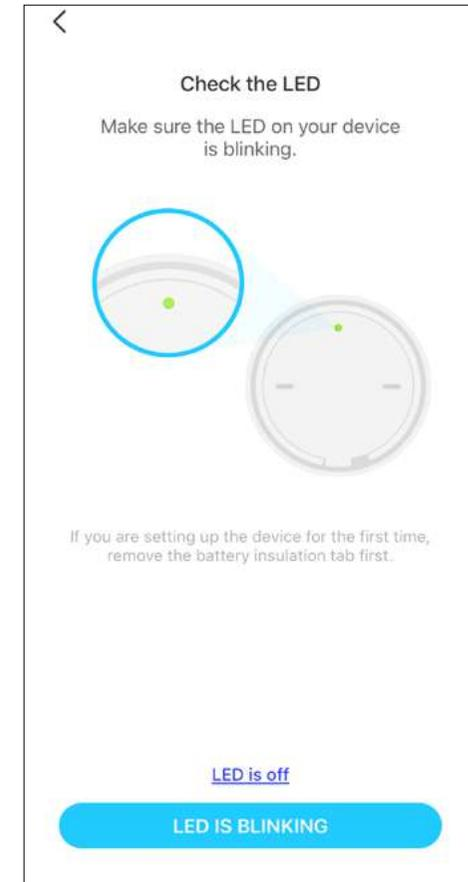 Check the LED
Make sure the LED on your device
is blinking.
If you are setting up the device for the first time,
remove the battery insulation tab first.
LED is off
LED IS BLINKING